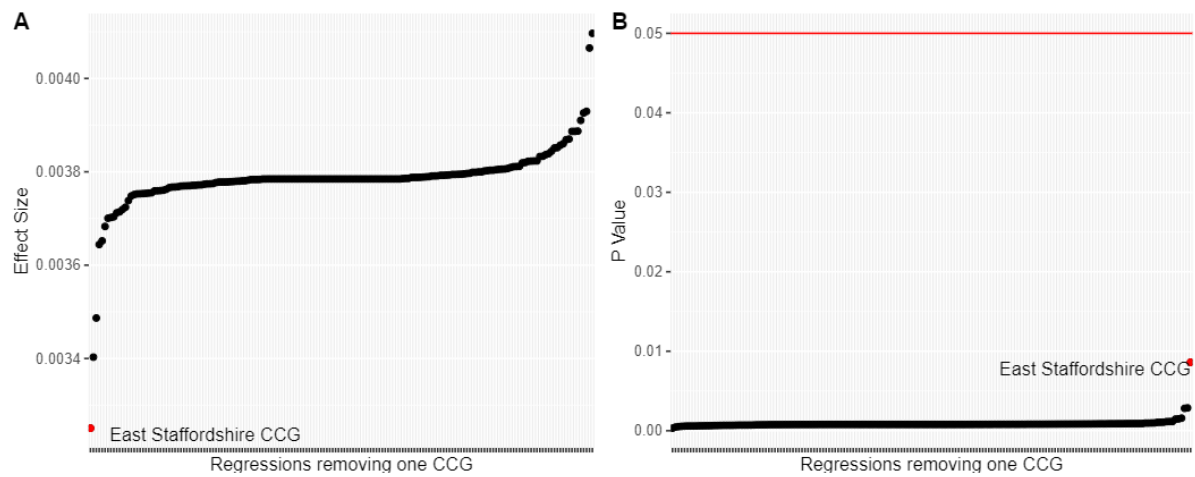 A
Effect Size
0.0040
0.0038
0.0036
0.0034
East Staffordshire CCG
Regressions removing one CCG
B
P Value
0.05
0.04
0.03
0.02
0.01
0.00
East Staffordshire CCG
Regressions removing one CCG